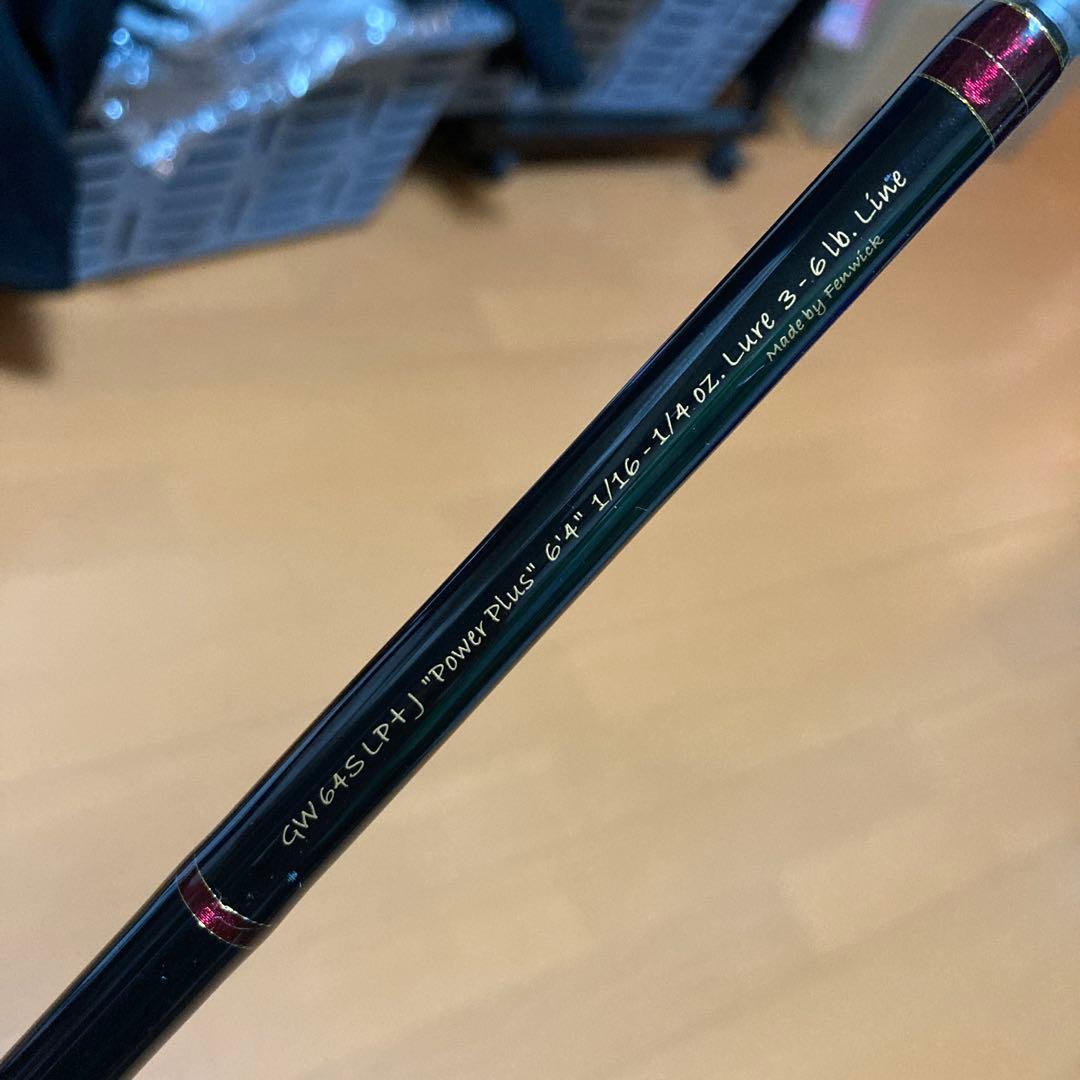 GW64SLP+J "Power Plus" 6'4" 1/16 - 1/4 oz. Lure 3 - 6 lb. Line
Made by Fenwick